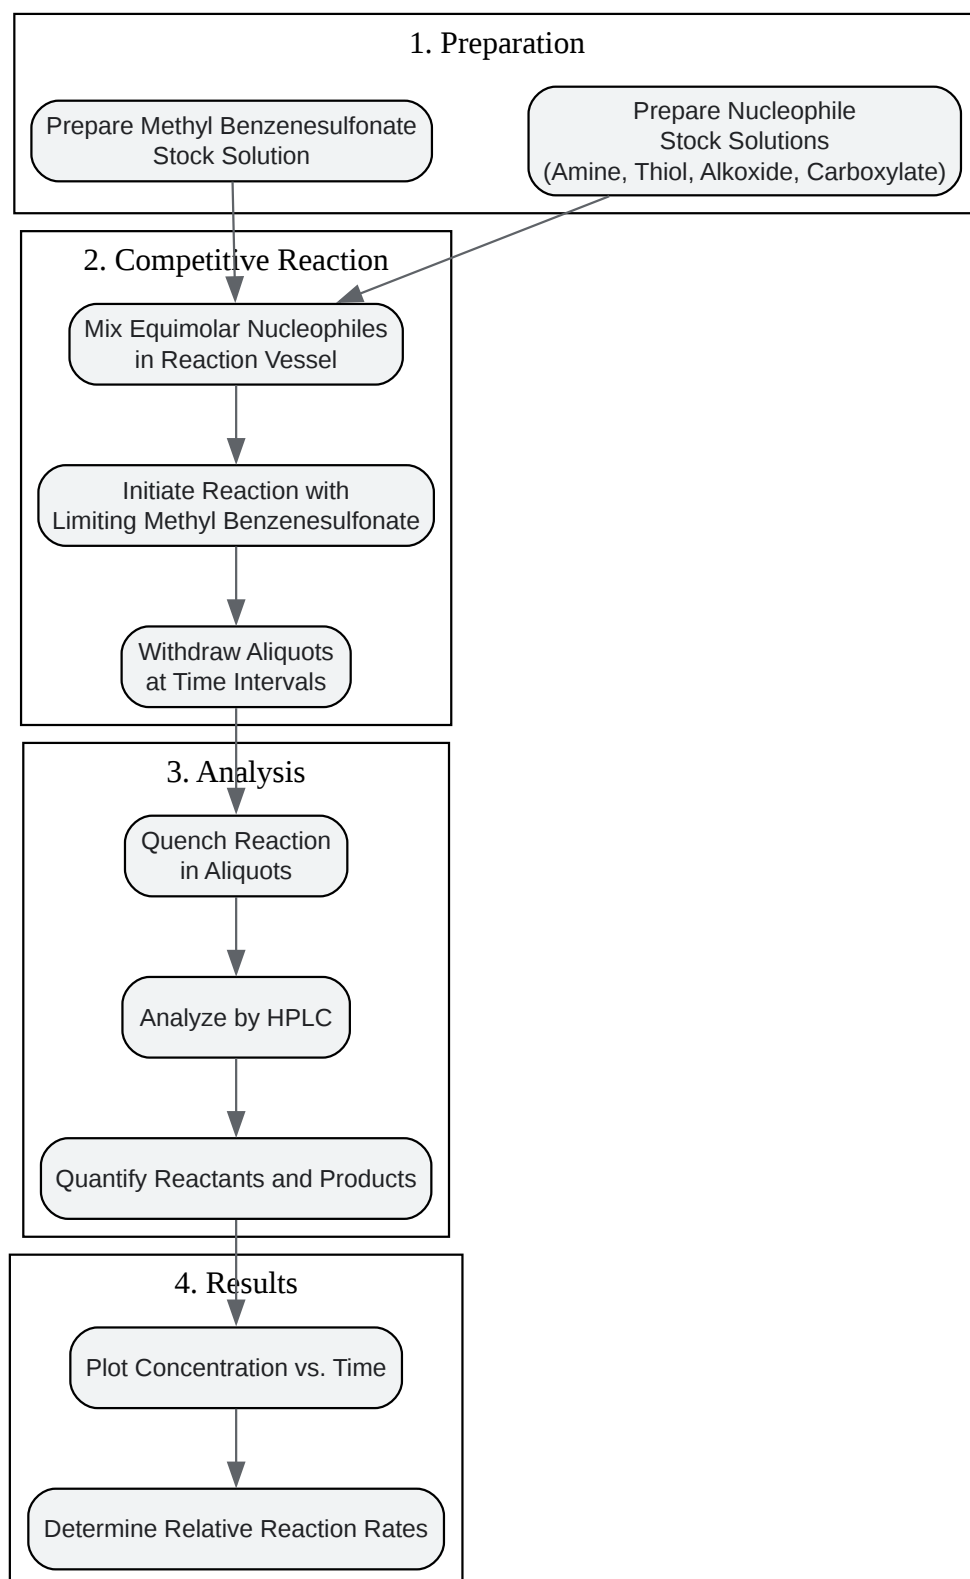 1. Preparation
Prepare Methyl Benzenesulfonate
Stock Solution
Prepare Nucleophile
Stock Solutions
(Amine, Thiol, Alkoxide, Carboxylate)
2. Competitive Reaction
Mix Equimolar Nucleophiles
in Reaction Vessel
Initiate Reaction with
Limiting Methyl Benzenesulfonate
Withdraw Aliquots
at Time Intervals
3. Analysis
Quench Reaction
in Aliquots
Analyze by HPLC
Quantify Reactants and Products
4. Results
Plot Concentration vs. Time
Determine Relative Reaction Rates